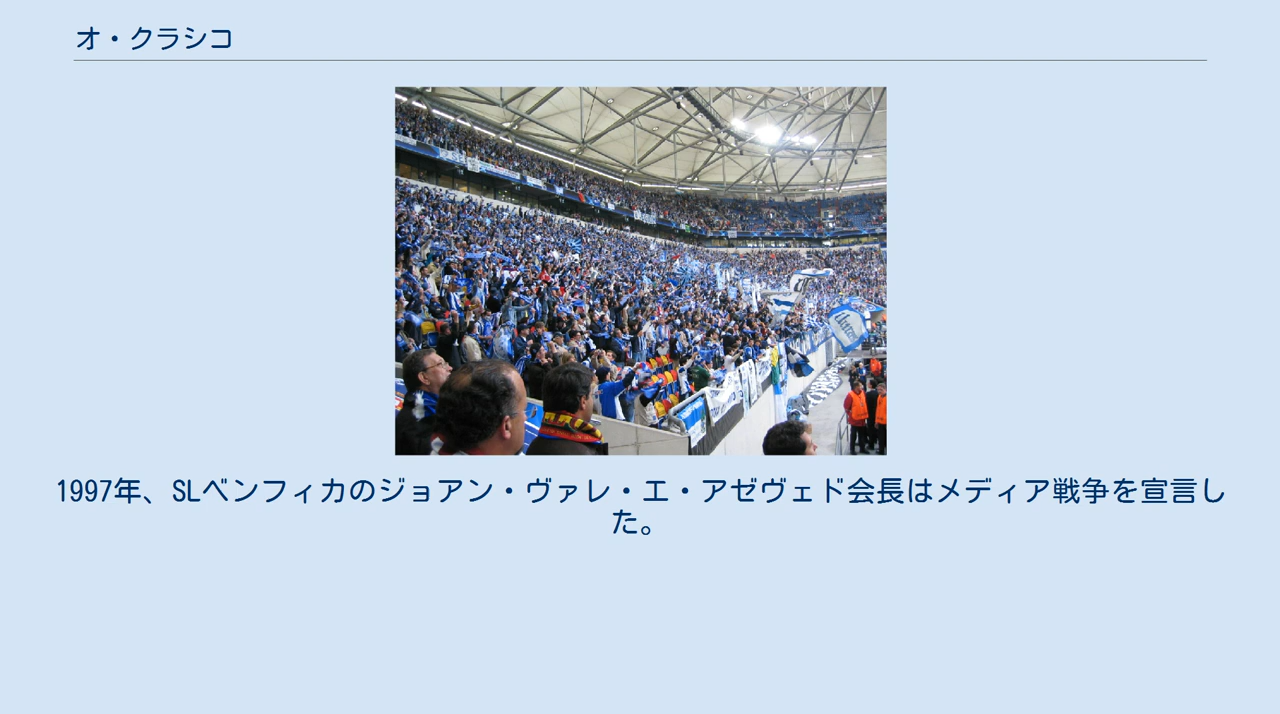 オ・クラシコ
1997年、SLベンフィカのジョアン・ヴァレ・エ・アゼヴェド会長はメディア戦争を宣言し
た。